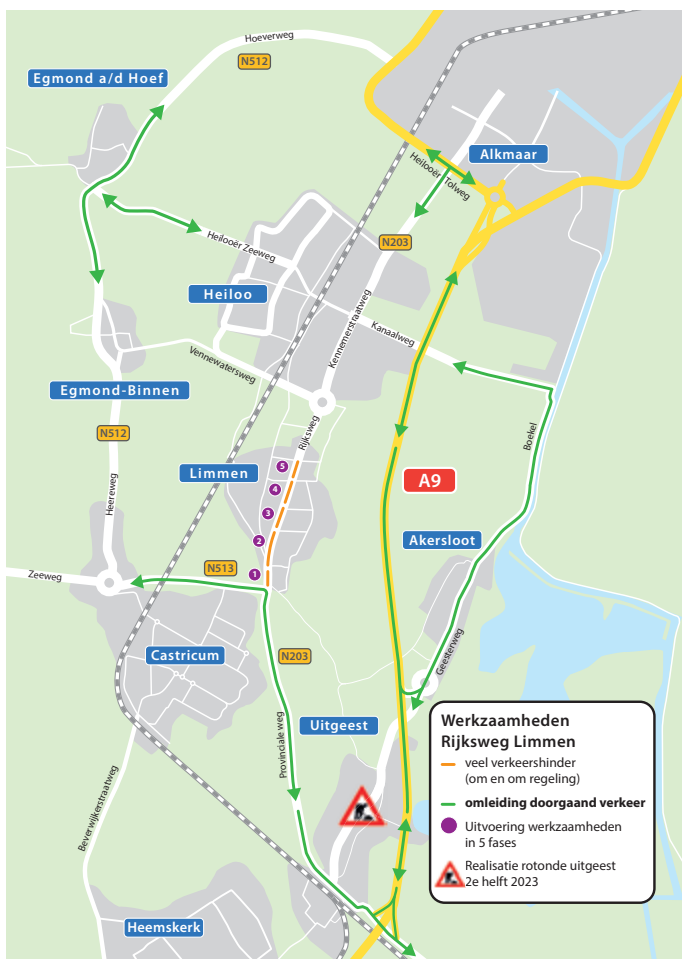 Hoeverweg
N512
Egmond a/d Hoef
Alkmaar
Heilooër Tolweg
N203
Heilooër Zeeweg
Heiloo
Kennemerstraatweg
Kanaalweg
Vennewatersweg
Egmond-Binnen
N512
Rijksweg
Boekel
Limmen
5
4
3
2
1
A9
Heereweg
Akersloot
Zeeweg
N513
Castricum
N203
Geesterweg
Provinciale weg
Uitgeest
Beverwijkerstraatweg
Heemskerk
Werkzaamheden
Rijksweg Limmen
veel verkeershinder
(om en om regeling)
omleiding doorgaand verkeer
Uitvoering werkzaamheden
in 5 fases
Realisatie rotonde uitgeest
2e helft 2023